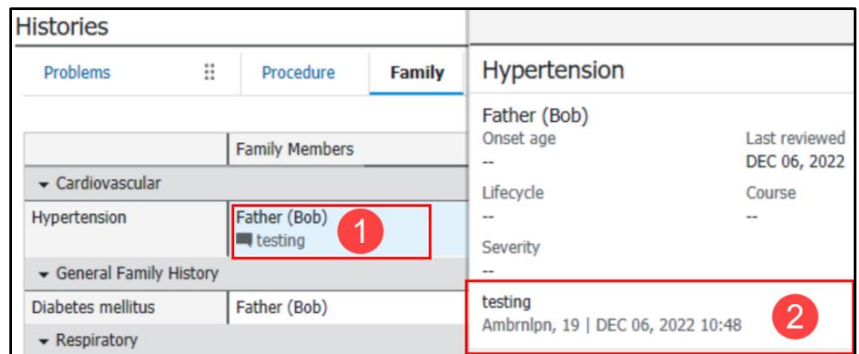 Histories
Problems Procedure Family
Family Members
Cardiovascular
Hypertension Father (Bob)
testing
1
General Family History
Diabetes mellitus Father (Bob)
Respiratory
Hypertension
Father (Bob)
Onset age Last reviewed
-- DEC 06, 2022
Lifecycle Course
-- --
Severity
--
testing
Ambrnlpn, 19 | DEC 06, 2022 10:48
2